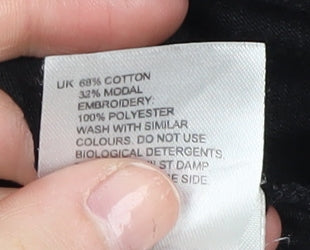 UK 68% COTTON
32% MODAL
EMBROIDERY:
100% POLYESTER
WASH WITH SIMILAR
COLOURS. DO NOT USE
BIOLOGICAL DETERGENTS.
ST DAMP
SIDE.